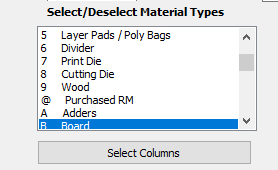 Select/Deselect Material Types
5 Layer Pads / Poly Bags
6 Divider
7 Print Die
8 Cutting Die
9 Wood
@ Purchased RM
A Adders
B Board
Select Columns